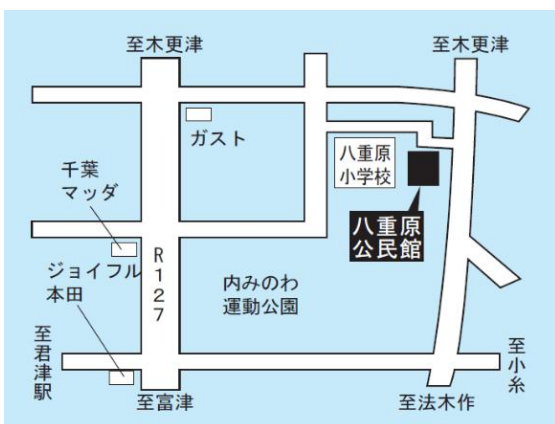 至木更津
至木更津
ガスト
八重原
小学校
千葉
マツダ
八重原
公民館
R127
ジョイフル
本田
内みのわ
運動公園
至君津駅
至小糸
至富津
至法木作